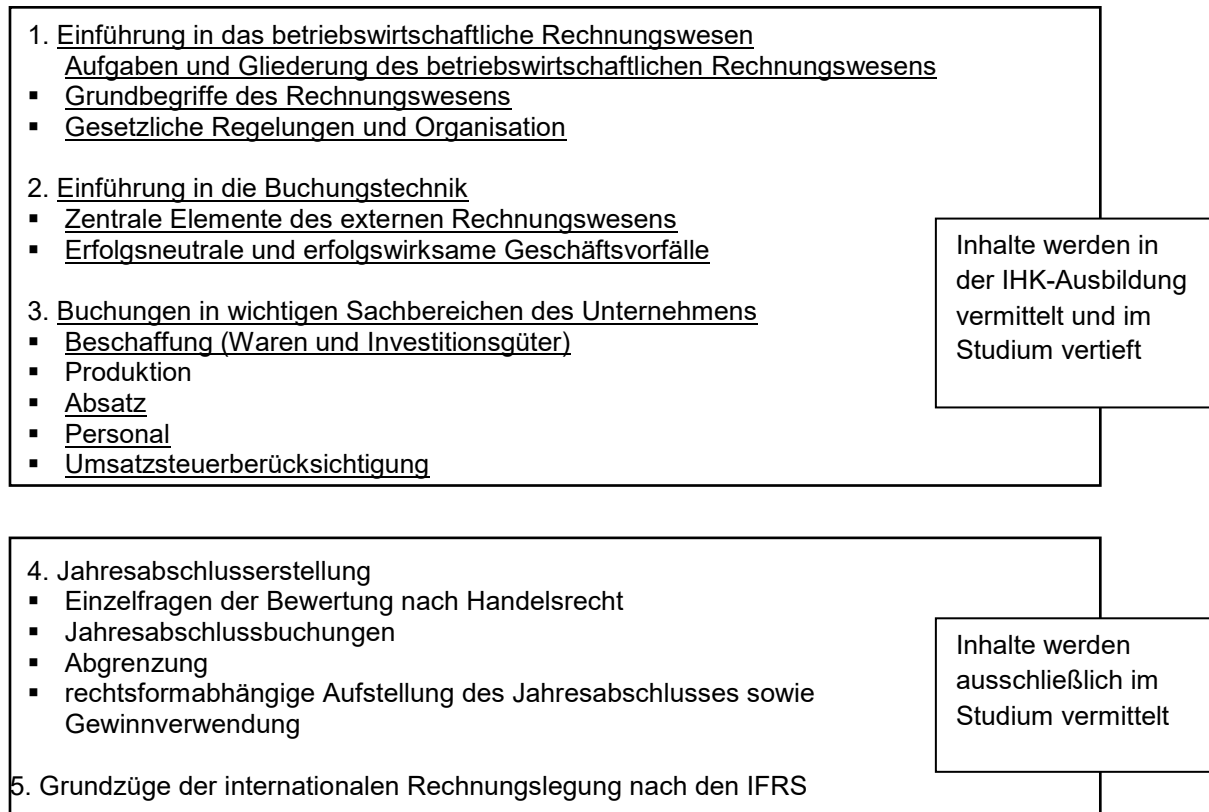 1. Einführung in das betriebswirtschaftliche Rechnungswesen
Aufgaben und Gliederung des betriebswirtschaftlichen Rechnungswesens
▪ Grundbegriffe des Rechnungswesens
▪ Gesetzliche Regelungen und Organisation
2. Einführung in die Buchungstechnik
▪ Zentrale Elemente des externen Rechnungswesens
▪ Erfolgsneutrale und erfolgswirksame Geschäftsvorfälle
3. Buchungen in wichtigen Sachbereichen des Unternehmens
▪ Beschaffung (Waren und Investitionsgüter)
▪ Produktion
▪ Absatz
▪ Personal
▪ Umsatzsteuerberücksichtigung
Inhalte werden in
der IHK-Ausbildung
vermittelt und im
Studium vertieft
4. Jahresabschlusserstellung
▪ Einzelfragen der Bewertung nach Handelsrecht
▪ Jahresabschlussbuchungen
▪ Abgrenzung
▪ rechtsformabhängige Aufstellung des Jahresabschlusses sowie
Gewinnverwendung
5. Grundzüge der internationalen Rechnungslegung nach den IFRS
Inhalte werden
ausschließlich im
Studium vermittelt